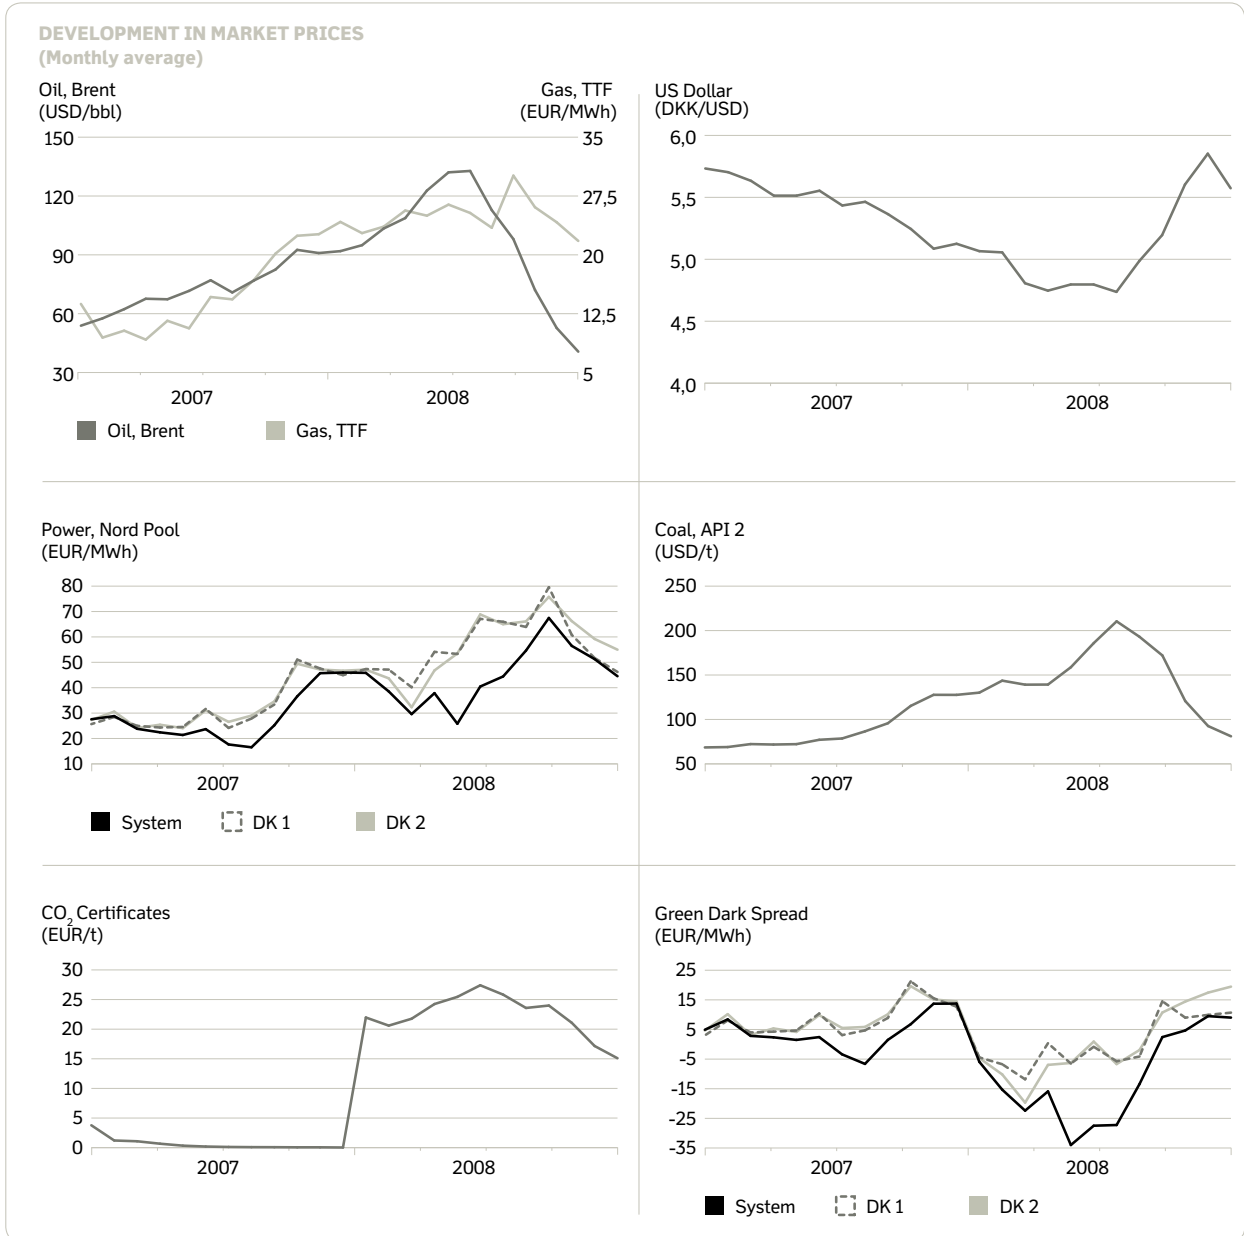 DEVELOPMENT IN MARKET PRICES
(Monthly average)
Oil, Brent
(USD/bbl)
Gas, TTF
(EUR/MWh)
150
120
90
60
30
35
27,5
20
12,5
5
2007
2008
Oil, Brent
Gas, TTF
US Dollar
(DKK/USD)
6,0
5,5
5,0
4,5
4,0
2007
2008
Power, Nord Pool
(EUR/MWh)
80
70
60
50
40
30
20
10
2007
2008
System
DK 1
DK 2
Coal, API 2
(USD/t)
250
200
150
100
50
2007
2008
CO₂ Certificates
(EUR/t)
30
25
20
15
10
5
0
2007
2008
Green Dark Spread
(EUR/MWh)
25
15
5
-5
-15
-25
-35
2007
2008
System
DK 1
DK 2